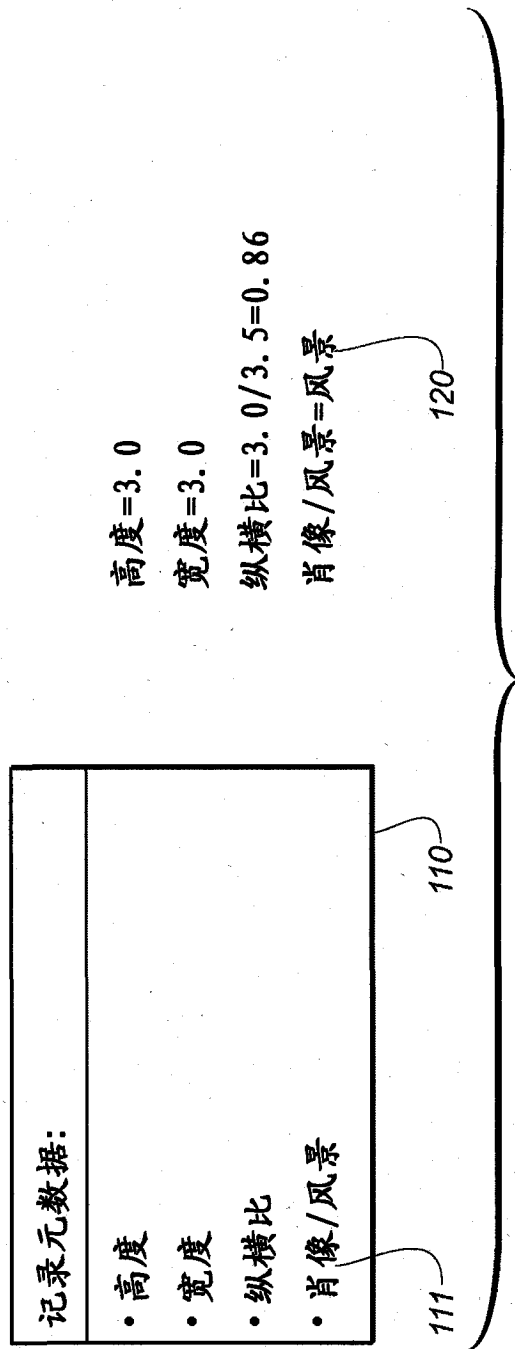 记录元数据:
• 高度
• 宽度
• 纵横比
• 肖像/风景
111
110
高度=3.0
宽度=3.0
纵横比=3.0/3.5=0.86
肖像/风景=风景
120